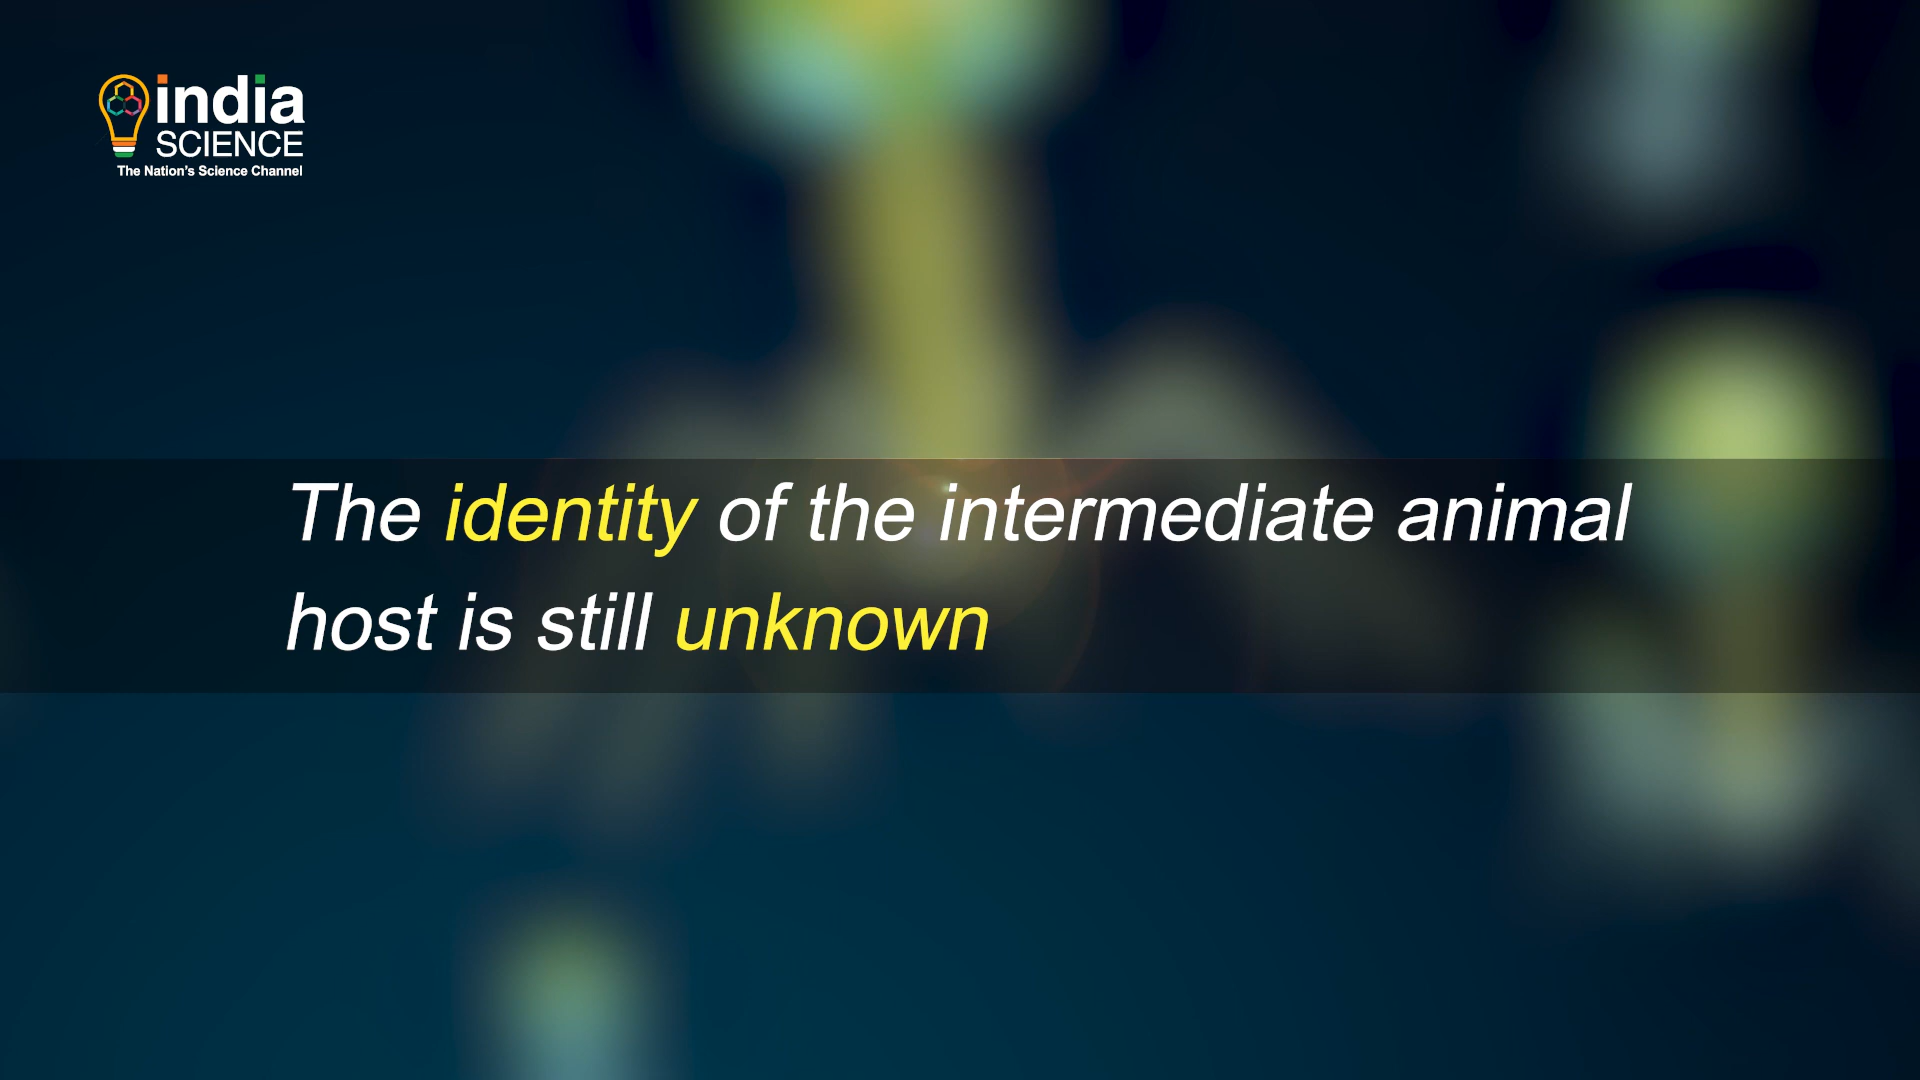 india
SCIENCE
The Nation's Science Channel
The identity of the intermediate animal
host is still unknown